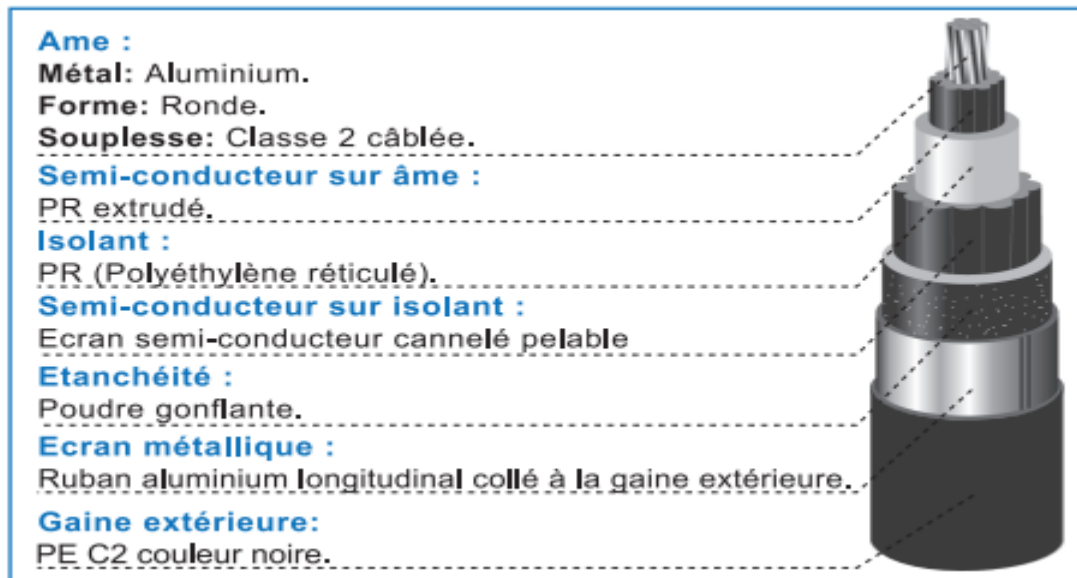 Ame :
Métal: Aluminium.
Forme: Ronde.
Souplesse: Classe 2 câblée.
Semi-conducteur sur âme :
PR extrudé.
Isolant :
PR (Polyéthylène réticulé).
Semi-conducteur sur isolant :
Ecran semi-conducteur cannelé pelable
Etanchéité :
Poudre gonflante.
Ecran métallique :
Ruban aluminium longitudinal collé à la gaine extérieure.
Gaine extérieure:
PE C2 couleur noire.